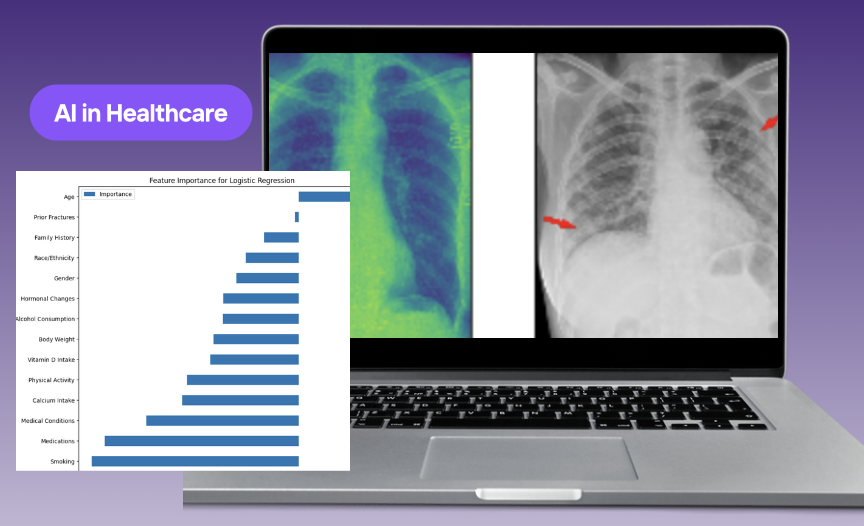 AI in Healthcare
Feature Importance for Logistic Regression
Importance
Age
Prior Fractures
Family History
Race/Ethnicity
Gender
Hormonal Changes
Alcohol Consumption
Body Weight
Vitamin D Intake
Physical Activity
Calcium Intake
Medical Conditions
Medications
Smoking